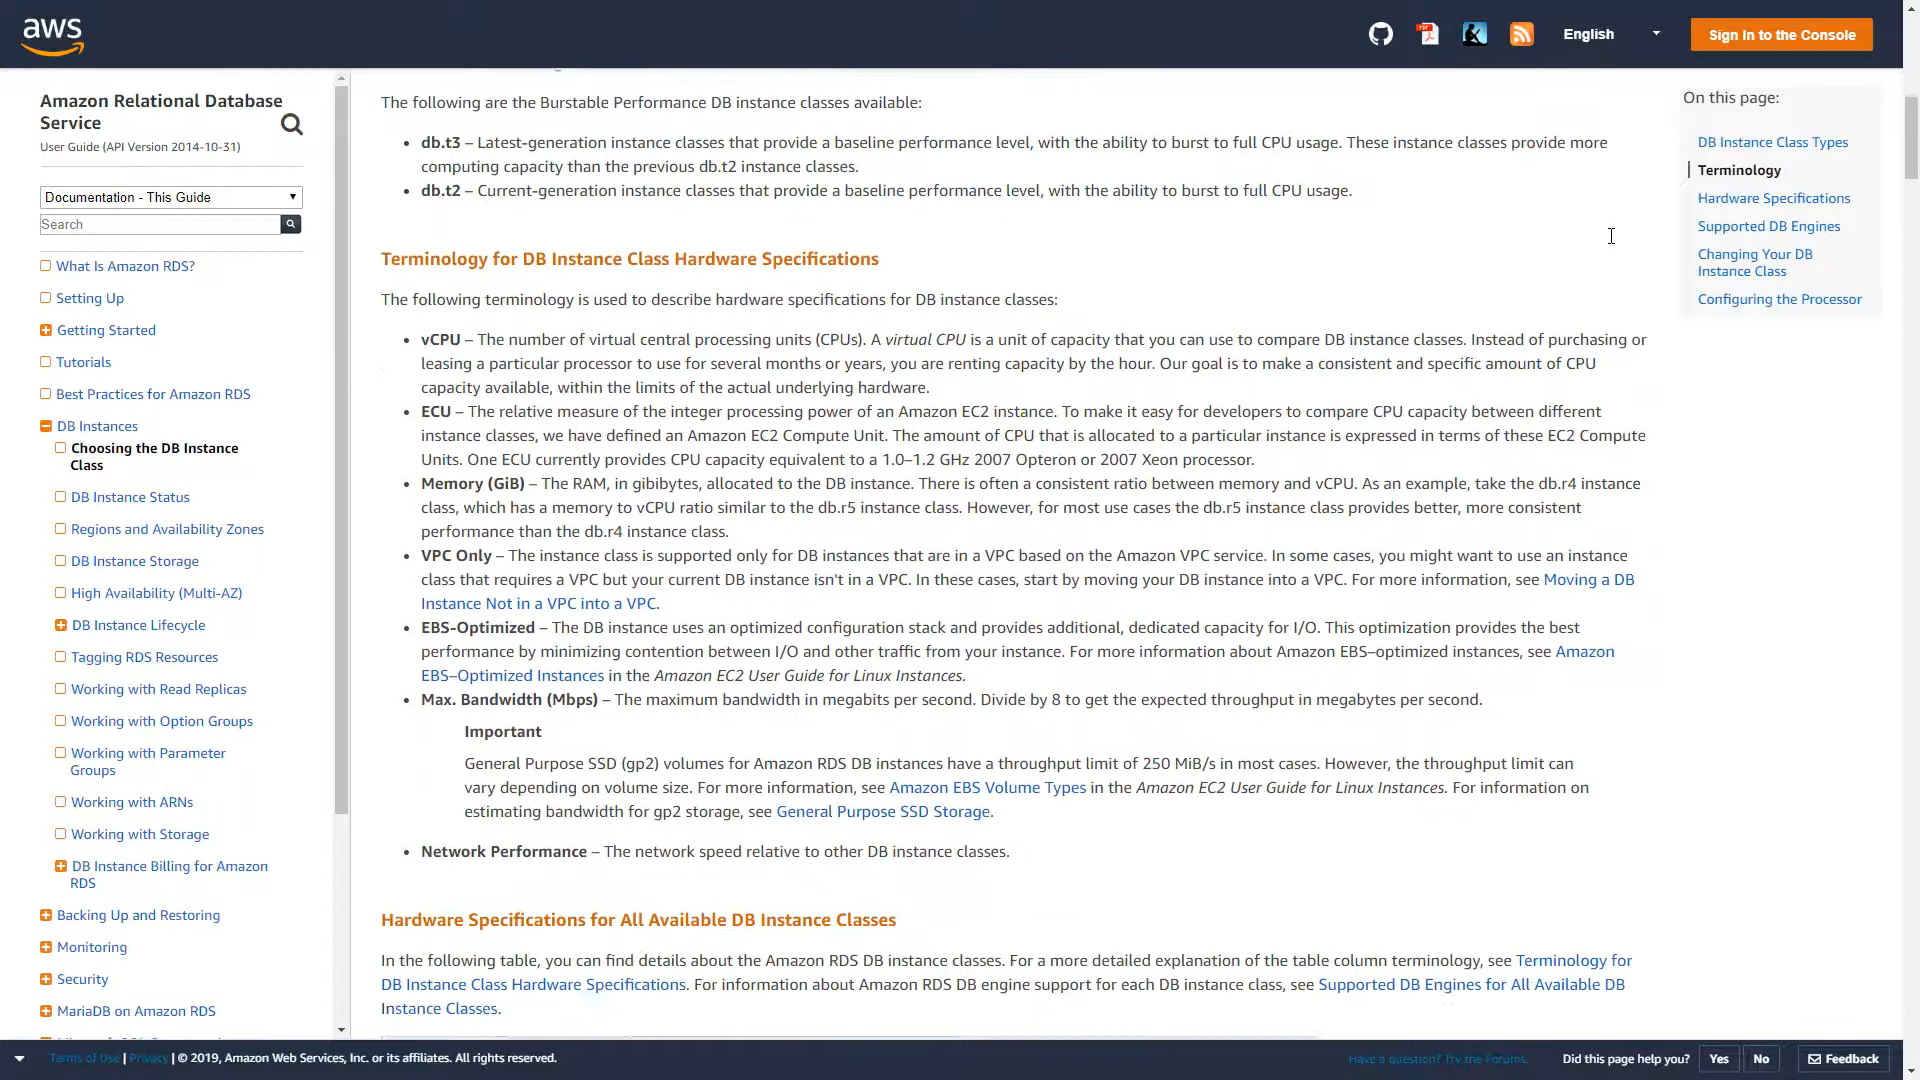 aws
English
Sign In to the Console
Amazon Relational Database
Service
User Guide (API Version 2014-10-31)
Documentation - This Guide
Search
What Is Amazon RDS?
Setting Up
Getting Started
Tutorials
Best Practices for Amazon RDS
DB Instances
Choosing the DB Instance
Class
DB Instance Status
Regions and Availability Zones
DB Instance Storage
High Availability (Multi-AZ)
DB Instance Lifecycle
Tagging RDS Resources
Working with Read Replicas
Working with Option Groups
Working with Parameter
Groups
Working with ARNs
Working with Storage
DB Instance Billing for Amazon
RDS
Backing Up and Restoring
Monitoring
Security
MariaDB on Amazon RDS
The following are the Burstable Performance DB instance classes available:
• db.t3 – Latest-generation instance classes that provide a baseline performance level, with the ability to burst to full CPU usage. These instance classes provide more
computing capacity than the previous db.t2 instance classes.
• db.t2 – Current-generation instance classes that provide a baseline performance level, with the ability to burst to full CPU usage.
Terminology for DB Instance Class Hardware Specifications
The following terminology is used to describe hardware specifications for DB instance classes:
• vCPU – The number of virtual central processing units (CPUs). A virtual CPU is a unit of capacity that you can use to compare DB instance classes. Instead of purchasing or
leasing a particular processor to use for several months or years, you are renting capacity by the hour. Our goal is to make a consistent and specific amount of CPU
capacity available, within the limits of the actual underlying hardware.
• ECU – The relative measure of the integer processing power of an Amazon EC2 instance. To make it easy for developers to compare CPU capacity between different
instance classes, we have defined an Amazon EC2 Compute Unit. The amount of CPU that is allocated to a particular instance is expressed in terms of these EC2 Compute
Units. One ECU currently provides CPU capacity equivalent to a 1.0–1.2 GHz 2007 Opteron or 2007 Xeon processor.
• Memory (GiB) – The RAM, in gibibytes, allocated to the DB instance. There is often a consistent ratio between memory and vCPU. As an example, take the db.r4 instance
class, which has a memory to vCPU ratio similar to the db.r5 instance class. However, for most use cases the db.r5 instance class provides better, more consistent
performance than the db.r4 instance class.
• VPC Only – The instance class is supported only for DB instances that are in a VPC based on the Amazon VPC service. In some cases, you might want to use an instance
class that requires a VPC but your current DB instance isn't in a VPC. In these cases, start by moving your DB instance into a VPC. For more information, see Moving a DB
Instance Not in a VPC into a VPC.
• EBS-Optimized – The DB instance uses an optimized configuration stack and provides additional, dedicated capacity for I/O. This optimization provides the best
performance by minimizing contention between I/O and other traffic from your instance. For more information about Amazon EBS–optimized instances, see Amazon
EBS–Optimized Instances in the Amazon EC2 User Guide for Linux Instances.
• Max. Bandwidth (Mbps) – The maximum bandwidth in megabits per second. Divide by 8 to get the expected throughput in megabytes per second.
Important
General Purpose SSD (gp2) volumes for Amazon RDS DB instances have a throughput limit of 250 MiB/s in most cases. However, the throughput limit can
vary depending on volume size. For more information, see Amazon EBS Volume Types in the Amazon EC2 User Guide for Linux Instances. For information on
estimating bandwidth for gp2 storage, see General Purpose SSD Storage.
• Network Performance – The network speed relative to other DB instance classes.
Hardware Specifications for All Available DB Instance Classes
In the following table, you can find details about the Amazon RDS DB instance classes. For a more detailed explanation of the table column terminology, see Terminology for
DB Instance Class Hardware Specifications. For information about Amazon RDS DB engine support for each DB instance class, see Supported DB Engines for All Available DB
Instance Classes.
On this page:
DB Instance Class Types
Terminology
Hardware Specifications
Supported DB Engines
Changing Your DB
Instance Class
Configuring the Processor
Terms of Use | Privacy | © 2019, Amazon Web Services, Inc. or its affiliates. All rights reserved.
Have a question? Try the Forums.
Did this page help you?
Yes
No
Feedback